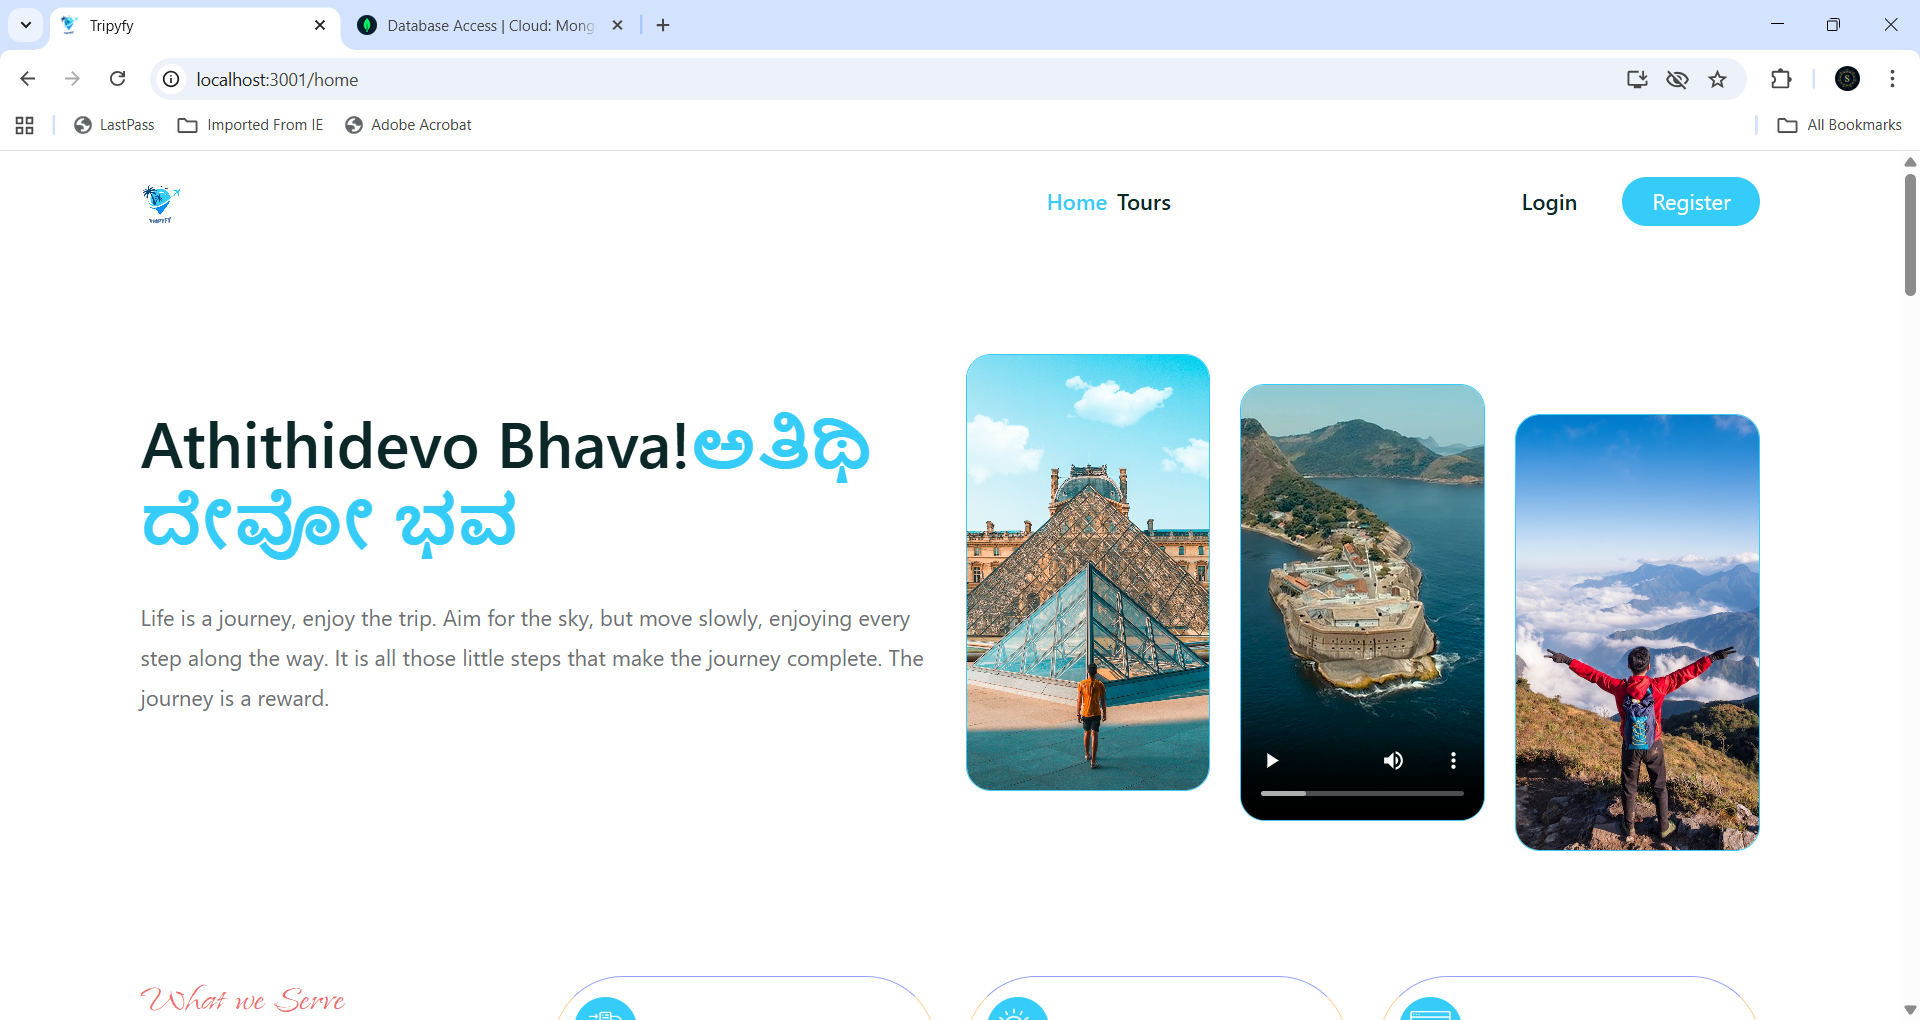 Tripyfy
Database Access | Cloud: Mong
localhost:3001/home
LastPass
Imported From IE
Adobe Acrobat
All Bookmarks
TRIPYFY
Home
Tours
Login
Register
Athithidevo Bhava!ಅತಿಥಿ
ದೇವೋ ಭವ
Life is a journey, enjoy the trip. Aim for the sky, but move slowly, enjoying every
step along the way. It is all those little steps that make the journey complete. The
journey is a reward.
What we Serve